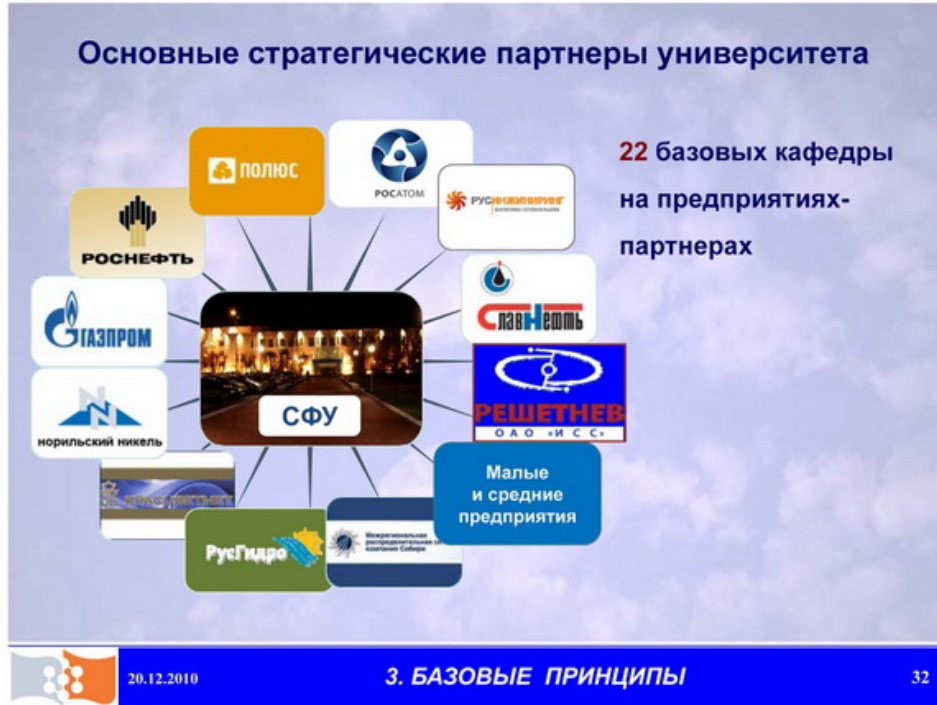 Основные стратегические партнеры университета
22 базовых кафедры
на предприятиях-
партнерах
ПОЛЮС
РОСАТОМ
РУСИНЖИНИРИНГ
РОСНЕФТЬ
СлавНефть
ГАЗПРОМ
РЕШЕТНЕВ
ОАО «ИСС»
СФУ
НОРИЛЬСКИЙ НИКЕЛЬ
Малые
и средние
предприятия
КРАСЦВЕТМЕТ
РусГидро
Межрегиональная
распределительная
компания Сибири
20.12.2010
3. БАЗОВЫЕ ПРИНЦИПЫ
32